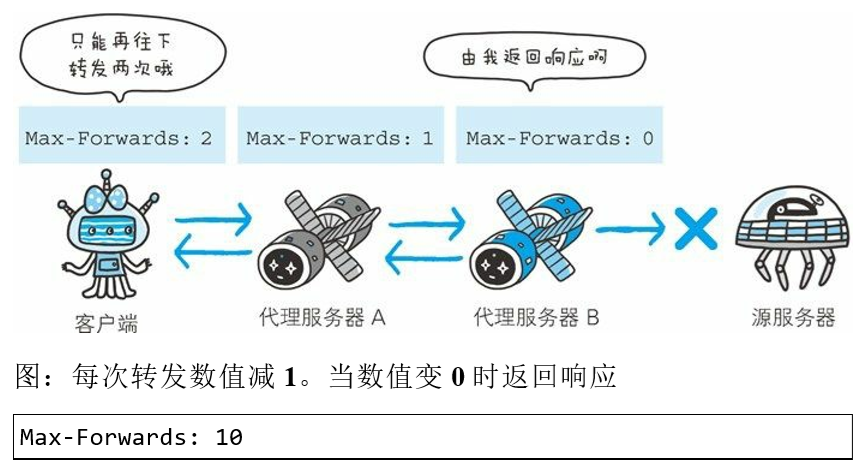 只能再往下
转发两次哦
由我返回响应啊
Max-Forwards: 2
Max-Forwards: 1
Max-Forwards: 0
客户端
代理服务器 A
代理服务器 B
源服务器
图：每次转发数值减 1。当数值变 0 时返回响应
Max-Forwards: 10